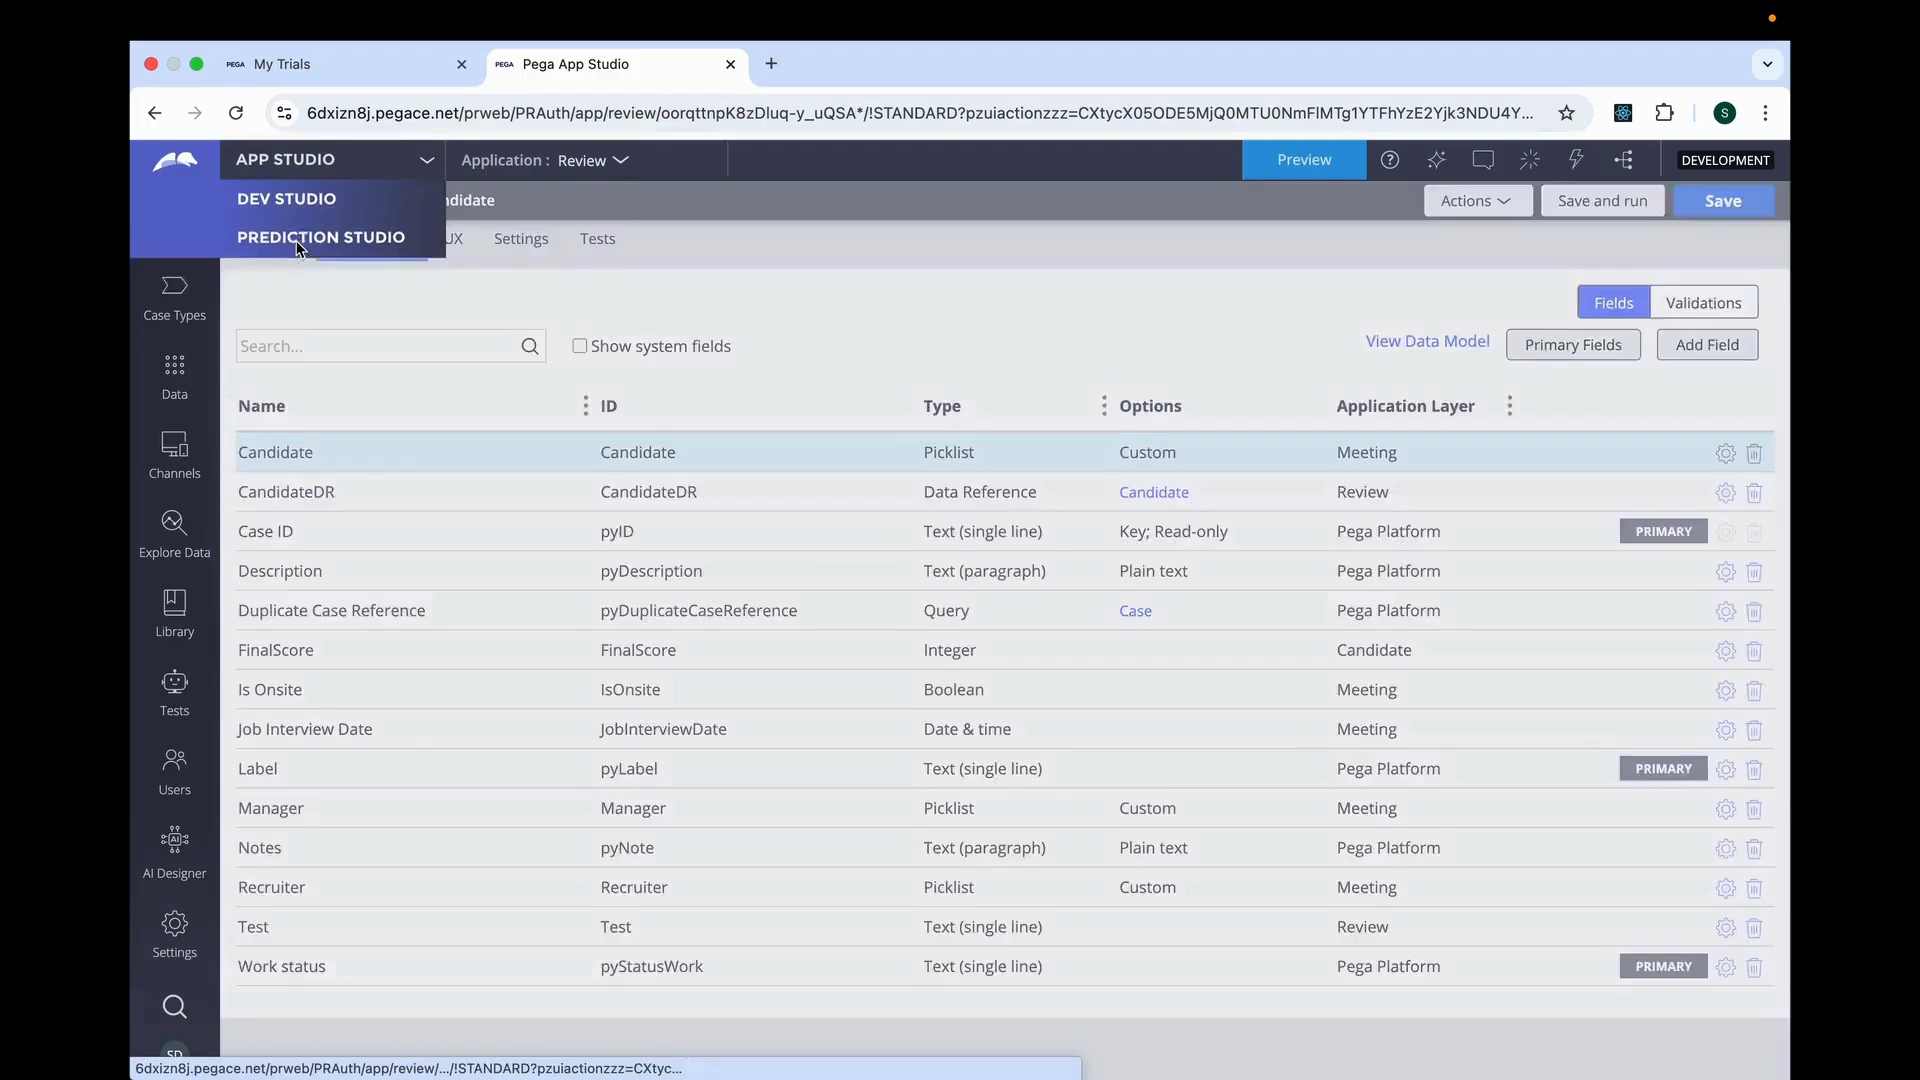 PEGA My Trials
PEGA Pega App Studio
6dxizn8j.pegace.net/prweb/PRAuth/app/review/oorqttnpK8zDluq-y_uQSA*/!STANDARD?pzuiactionzzz=CXtycX05ODE5MjQ0MTU0NmFlMTg1YTFhYzE2Yjk3NDU4Y...
S
APP STUDIO
Application : Review
Preview
DEVELOPMENT
DEV STUDIO
ndidate
Actions
Save and run
Save
PREDICTION STUDIO
UX
Settings
Tests
Case Types
Data
Channels
Explore Data
Library
Tests
Users
AI Designer
Settings
SD
Fields Validations
Search...
Show system fields
View Data Model
Primary Fields
Add Field
Name ID Type Options Application Layer
Candidate Candidate Picklist Custom Meeting
CandidateDR CandidateDR Data Reference Candidate Review
Case ID pyID Text (single line) Key; Read-only Pega Platform PRIMARY
Description pyDescription Text (paragraph) Plain text Pega Platform
Duplicate Case Reference pyDuplicateCaseReference Query Case Pega Platform
FinalScore FinalScore Integer Candidate
Is Onsite IsOnsite Boolean Meeting
Job Interview Date JobInterviewDate Date & time Meeting
Label pyLabel Text (single line) Pega Platform PRIMARY
Manager Manager Picklist Custom Meeting
Notes pyNote Text (paragraph) Plain text Pega Platform
Recruiter Recruiter Picklist Custom Meeting
Test Test Text (single line) Review
Work status pyStatusWork Text (single line) Pega Platform PRIMARY
6dxizn8j.pegace.net/prweb/PRAuth/app/review/.../!STANDARD?pzuiactionzzz=CXtyc...